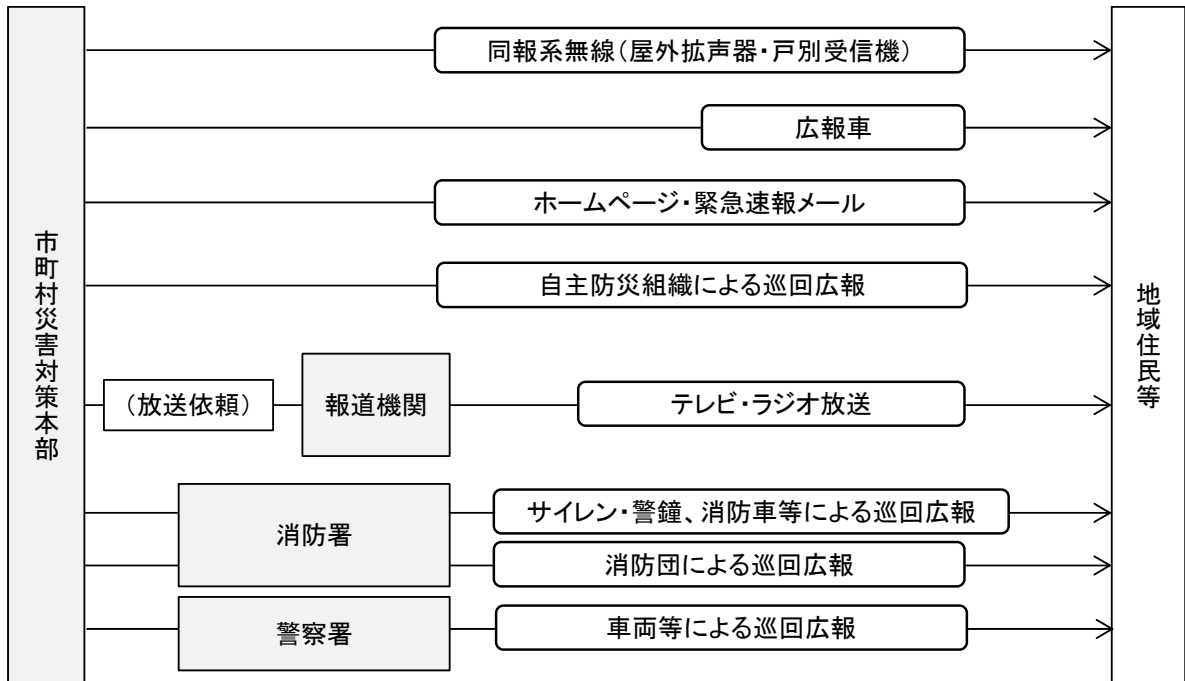 市町村災害対策本部
同報系無線（屋外拡声器・戸別受信機）
広報車
ホームページ・緊急速報メール
自主防災組織による巡回広報
（放送依頼）
報道機関
テレビ・ラジオ放送
消防署
サイレン・警鐘、消防車等による巡回広報
消防団による巡回広報
警察署
車両等による巡回広報
地域住民等